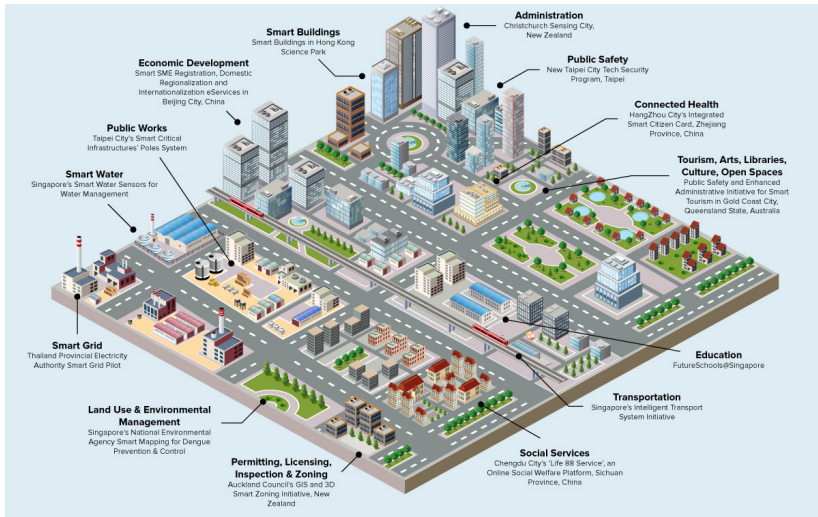 Administration
Christchurch Sensing City,
New Zealand
Smart Buildings
Smart Buildings in Hong Kong
Science Park
Economic Development
Smart SME Registration, Domestic
Regionalization and
Internationalization eServices in
Beijing City, China
Public Safety
New Taipei City Tech Security
Program, Taipei
Connected Health
HangZhou City's Integrated
Smart Citizen Card, Zhejiang
Province, China
Public Works
Taipei City's Smart Critical
Infrastructures' Poles System
Tourism, Arts, Libraries,
Culture, Open Spaces
Public Safety and Enhanced
Administrative Initiative for Smart
Tourism in Gold Coast City,
Queensland State, Australia
Smart Water
Singapore's Smart Water Sensors for
Water Management
Smart Grid
Thailand Provincial Electricity
Authority Smart Grid Pilot
Education
FutureSchools@Singapore
Transportation
Singapore's Intelligent Transport
System Initiative
Land Use & Environmental
Management
Singapore's National Environmental
Agency Smart Mapping for Dengue
Prevention & Control
Social Services
Chengdu City's 'Life 88 Service', an
Online Social Welfare Platform, Sichuan
Province, China
Permitting, Licensing,
Inspection & Zoning
Auckland Council's GIS and 3D
Smart Zoning Initiative, New
Zealand